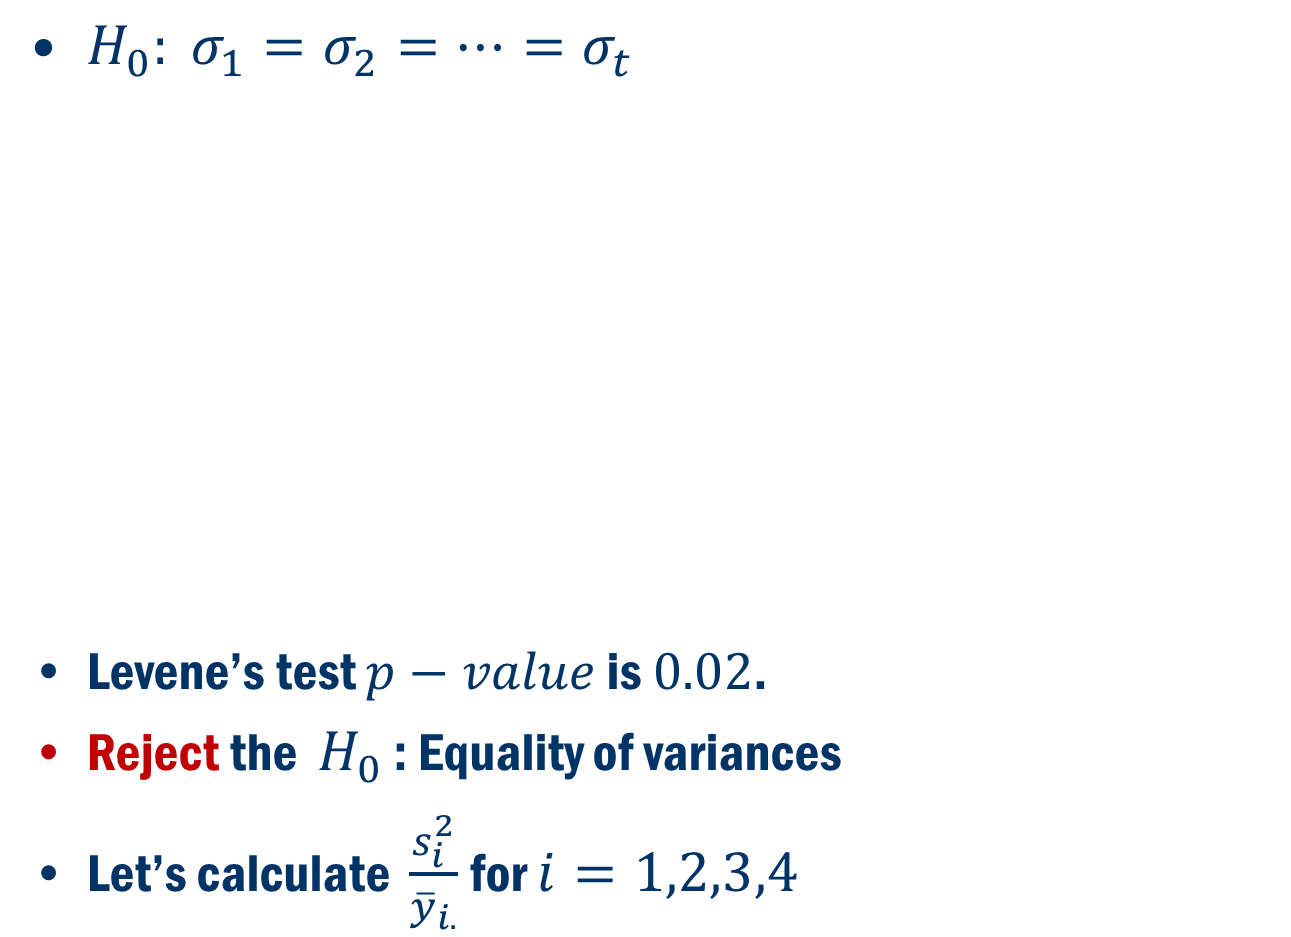 • H₀: σ₁ = σ₂ = ⋯ = σₜ
• Levene’s test p − value is 0.02.
• Reject the H₀ : Equality of variances
• Let’s calculate s_i^2 / ȳ_i. for i = 1,2,3,4